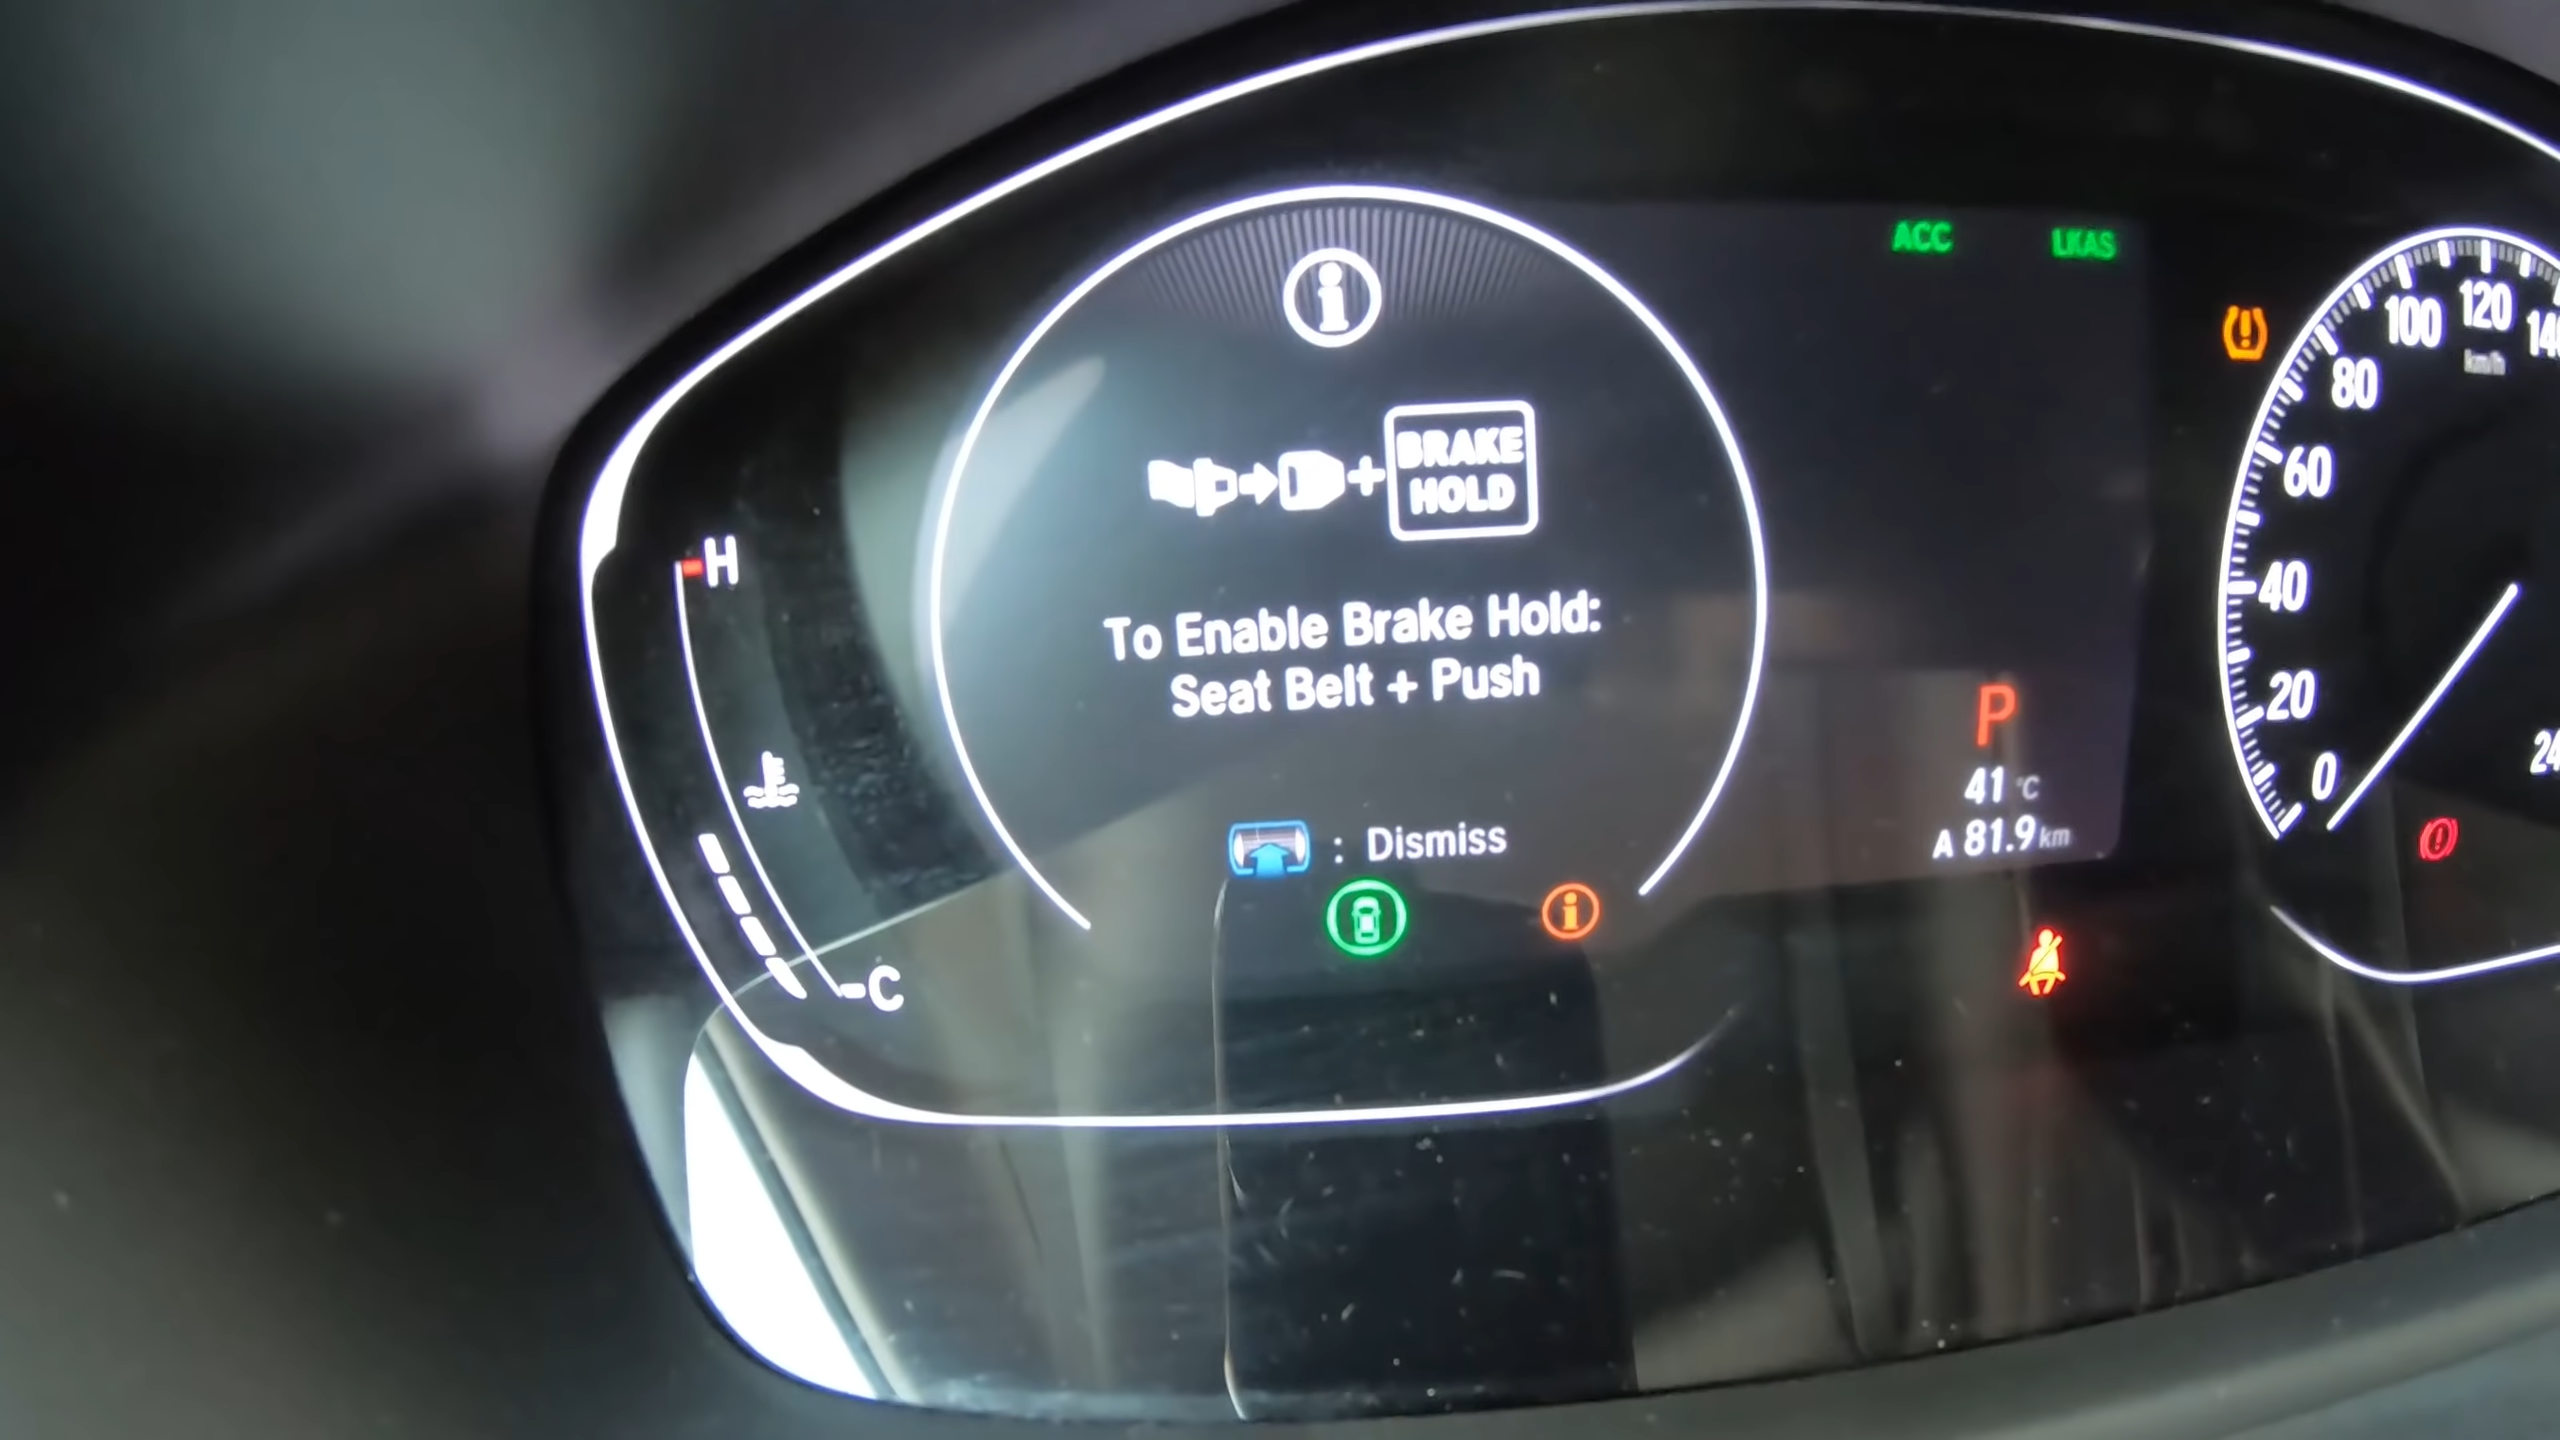 ACC LKAS
BRAKE
HOLD
To Enable Brake Hold:
Seat Belt + Push
: Dismiss
H
C
P
41 °C
A 81.9 km
0
20
40
60
80
100
120
km/h